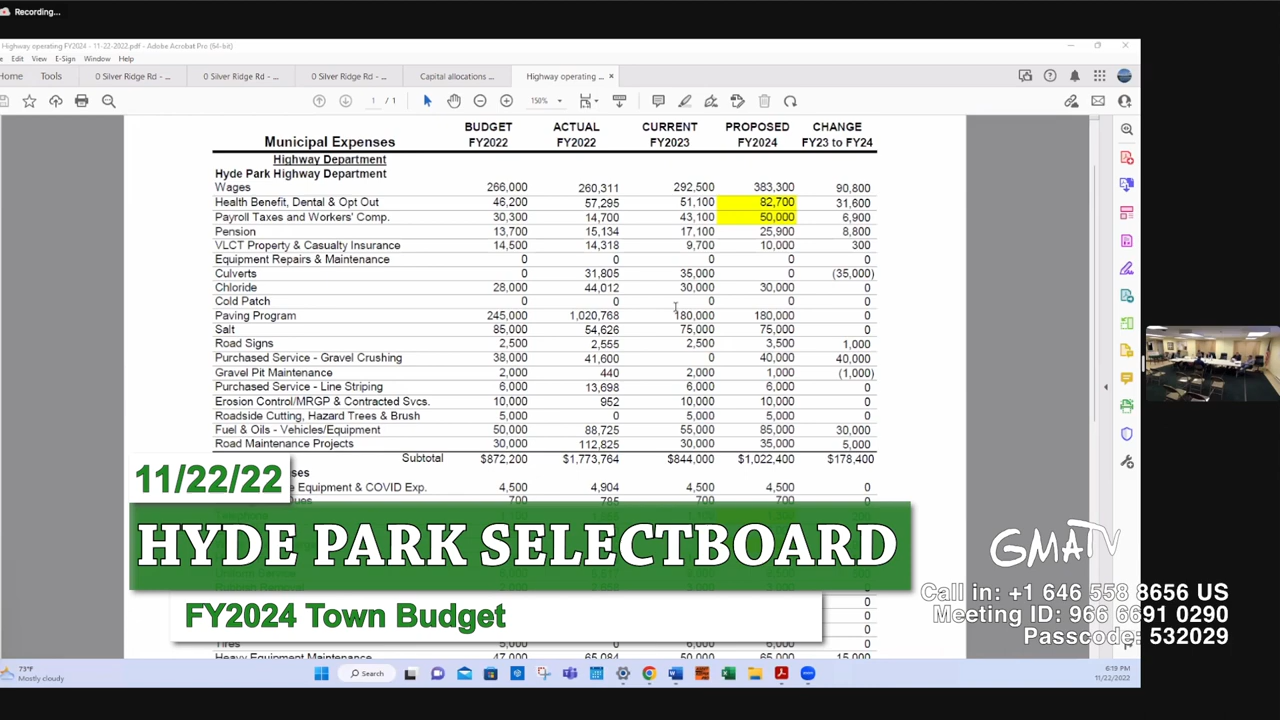 Recording...
Highway operating FY2024 - 11-22-2022.pdf - Adobe Acrobat Pro (64-bit)
Edit View E-Sign Window Help
Home Tools 0 Silver Ridge Rd - ... 0 Silver Ridge Rd - ... 0 Silver Ridge Rd - ... Capital allocations ... Highway operating ... ×
1 / 1 150%
BUDGET ACTUAL CURRENT PROPOSED CHANGE
Municipal Expenses FY2022 FY2022 FY2023 FY2024 FY23 to FY24
Highway Department
Hyde Park Highway Department
Wages 266,000 260,311 292,500 383,300 90,800
Health Benefit, Dental & Opt Out 46,200 57,295 51,100 82,700 31,600
Payroll Taxes and Workers' Comp. 30,300 14,700 43,100 50,000 6,900
Pension 13,700 15,134 17,100 25,900 8,800
VLCT Property & Casualty Insurance 14,500 14,318 9,700 10,000 300
Equipment Repairs & Maintenance 0 0 0 0 0
Culverts 0 31,805 35,000 0 (35,000)
Chloride 28,000 44,012 30,000 30,000 0
Cold Patch 0 0 0 0 0
Paving Program 245,000 1,020,768 180,000 180,000 0
Salt 85,000 54,626 75,000 75,000 0
Road Signs 2,500 2,555 2,500 3,500 1,000
Purchased Service - Gravel Crushing 38,000 41,600 0 40,000 40,000
Gravel Pit Maintenance 2,000 440 2,000 1,000 (1,000)
Purchased Service - Line Striping 6,000 13,698 6,000 6,000 0
Erosion Control/MRGP & Contracted Svcs. 10,000 952 10,000 10,000 0
Roadside Cutting, Hazard Trees & Brush 5,000 0 5,000 5,000 0
Fuel & Oils - Vehicles/Equipment 50,000 88,725 55,000 85,000 30,000
Road Maintenance Projects 30,000 112,825 30,000 35,000 5,000
Subtotal $872,200 $1,773,764 $844,000 $1,022,400 $178,400
Equipment & COVID Exp. 4,500 4,904 4,500 4,500 0
700 785 700 700 0
11/22/22
HYDE PARK SELECTBOARD
FY2024 Town Budget
GMATV
Call in: +1 646 558 8656 US
Meeting ID: 966 6691 0290
Passcode: 532029
Heavy Equipment Maintenance 47,000 65,084 50,000 65,000 15,000
73°F
Mostly cloudy
Search
6:19 PM
11/22/2022